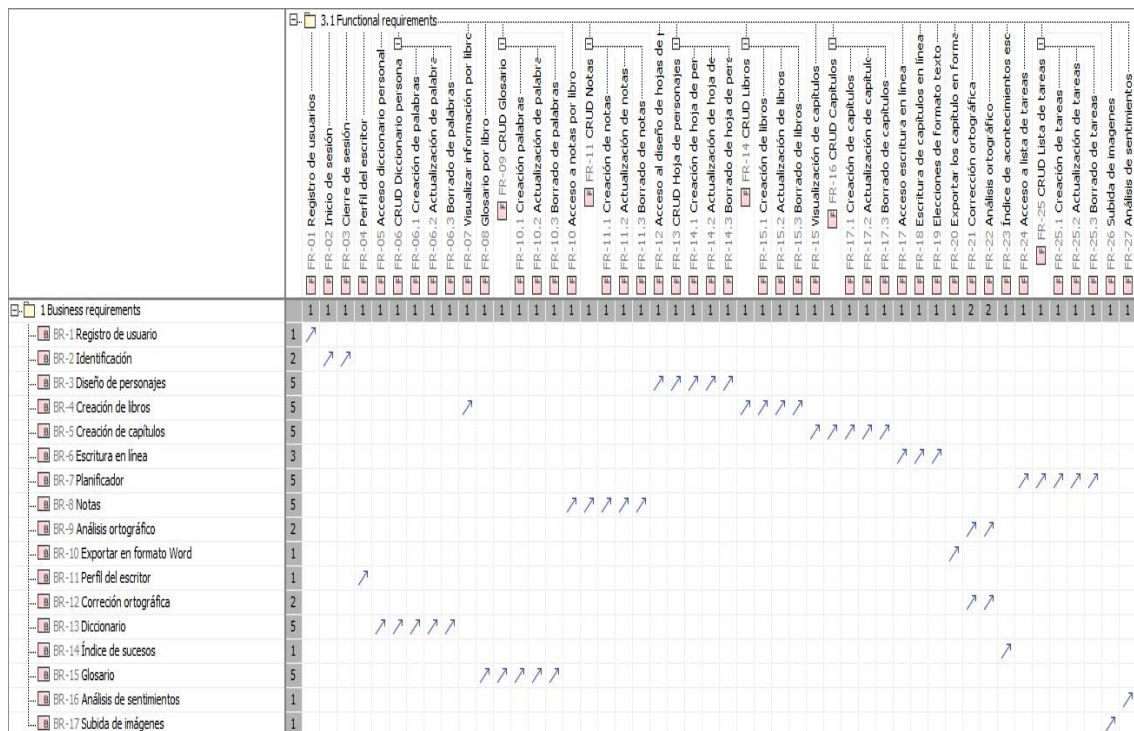 3.1 Functional requirements
FR-01 Registro de usuarios
FR-02 Inicio de sesión
FR-03 Cierre de sesión
FR-04 Perfil del escritor
FR-05 Acceso diccionario personal
FR-06 CRUD Diccionario persona
FR-06.1 Creación de palabras
FR-06.2 Actualización de palabra
FR-06.3 Borrado de palabras
FR-07 Visualizar información por libro
FR-08 Glosario por libro
FR-09 CRUD Glosario
FR-10.1 Creación palabras
FR-10.2 Actualización de palabra
FR-10.3 Borrado de palabras
FR-10 Acceso a notas por libro
FR-11 CRUD Notas
FR-11.1 Creación de notas
FR-11.2 Actualización de notas
FR-11.3 Borrado de notas
FR-12 Acceso al diseño de hojas de
FR-13 CRUD Hoja de personajes
FR-14.1 Creación de hoja de per
FR-14.2 Actualización de hoja de
FR-14.3 Borrado de hoja de pers
FR-14 CRUD Libros
FR-15.1 Creación de libros
FR-15.2 Actualización de libros
FR-15.3 Borrado de libros
FR-15 Visualización de capítulos
FR-16 CRUD Capítulos
FR-17.1 Creación de capítulos
FR-17.2 Actualización de capítulo
FR-17.3 Borrado de capítulos
FR-17 Acceso escritura en línea
FR-18 Escritura de capítulos en línea
FR-19 Elecciones de formato texto
FR-20 Exportar los capítulo en forma
FR-21 Corrección ortográfica
FR-22 Análisis ortográfico
FR-23 Índice de acontecimientos esc
FR-24 Acceso a lista de tareas
FR-25 CRUD Lista de tareas
FR-25.1 Creación de tareas
FR-25.2 Actualización de tareas
FR-25.3 Borrado de tareas
FR-26 Subida de imagenes
FR-27 Análisis de sentimientos
1 Business requirements 1 1 1 1 1 1 1 1 1 1 1 1 1 1 1 1 1 1 1 1 1 1 1 1 1 1 1 1 1 1 1 1 1 1 1 1 1 1 2 2 1 1 1 1 1 1 1 1
BR-1 Registro de usuario 1
BR-2 Identificación 2
BR-3 Diseño de personajes 5
BR-4 Creación de libros 5
BR-5 Creación de capítulos 5
BR-6 Escritura en línea 3
BR-7 Planificador 5
BR-8 Notas 5
BR-9 Análisis ortográfico 2
BR-10 Exportar en formato Word 1
BR-11 Perfil del escritor 1
BR-12 Correción ortográfica 2
BR-13 Diccionario 5
BR-14 Índice de sucesos 1
BR-15 Glosario 5
BR-16 Análisis de sentimientos 1
BR-17 Subida de imágenes 1